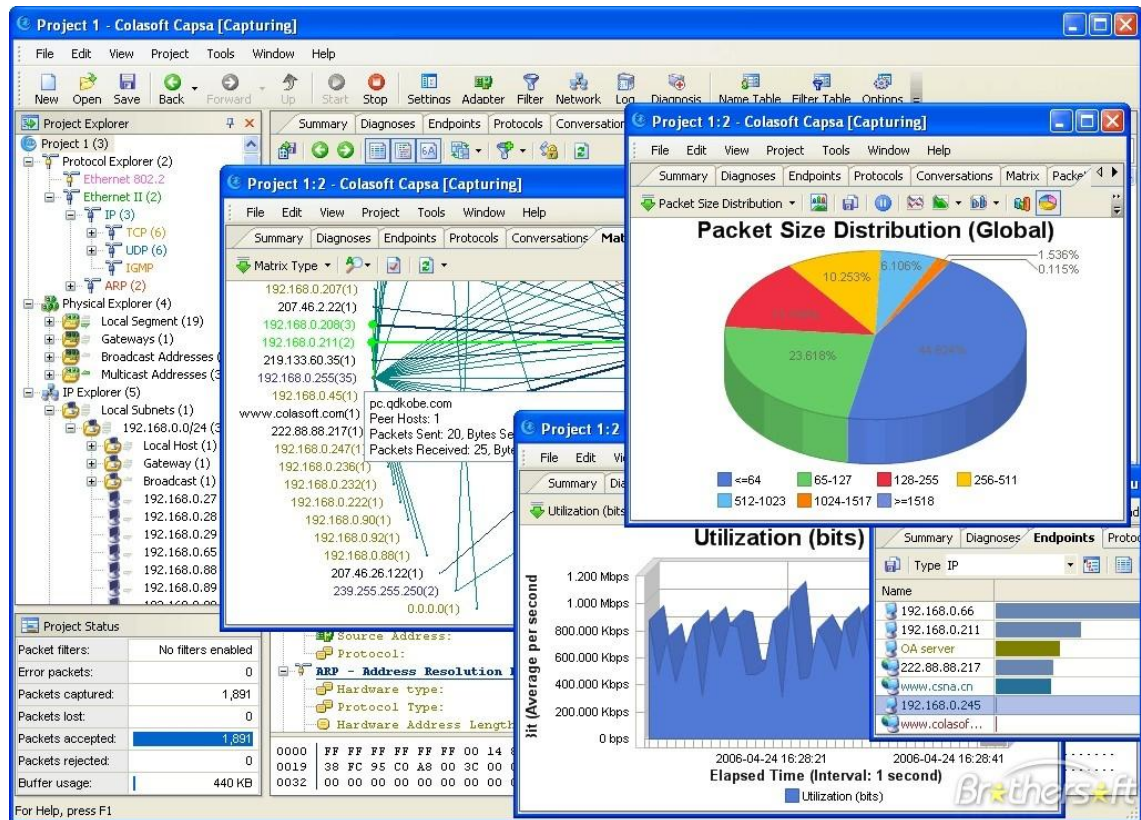 Project 1 - Colasoft Capsa [Capturing]
File Edit View Project Tools Window Help
New Open Save Back Forward Up Start Stop Settings Adapter Filter Network Log Diagnosis Name Table Filter Table Options
Project Explorer
Project 1 (3)
Protocol Explorer (2)
Ethernet 802.2
Ethernet II (2)
IP (3)
TCP (6)
UDP (6)
IGMP
ARP (2)
Physical Explorer (4)
Local Segment (19)
Gateways (1)
Broadcast Addresses (
Multicast Addresses (3
IP Explorer (5)
Local Subnets (1)
192.168.0.0/24 (3
Local Host (1)
Gateway (1)
Broadcast (1)
192.168.0.27
192.168.0.28
192.168.0.29
192.168.0.65
192.168.0.88
192.168.0.89
Project Status
Packet filters: No filters enabled
Error packets: 0
Packets captured: 1,891
Packets lost: 0
Packets accepted: 1,891
Packets rejected: 0
Buffer usage: 440 KB
For Help, press F1
Summary Diagnoses Endpoints Protocols Conversation
Project 1:2 - Colasoft Capsa [Capturing]
File Edit View Project Tools Window Help
Summary Diagnoses Endpoints Protocols Conversations Mat
Matrix Type
192.168.0.207(1)
207.46.2.22(1)
192.168.0.208(3)
192.168.0.211(2)
219.133.60.35(1)
192.168.0.255(35)
192.168.0.45(1)
www.colasoft.com(1)
222.88.88.217(1)
192.168.0.247(1)
192.168.0.236(1)
192.168.0.232(1)
192.168.0.222(1)
192.168.0.90(1)
192.168.0.92(1)
192.168.0.88(1)
207.46.26.122(1)
239.255.255.250(2)
0.0.0.0(1)
pc.qdkobe.com
Peer Hosts: 1
Packets Sent: 20, Bytes Se
Packets Received: 25, Byt
Source Address:
Protocol:
ARP - Address Resolution
Hardware type:
Protocol Type:
Hardware Address Length
0000 FF FF FF FF FF FF 00 14
0019 38 FC 95 C0 A8 00 3C 00
0032 00 00 00 00 00 00 00 00
Project 1:2 - Colasoft Capsa [Capturing]
File Edit View Project Tools Window Help
Summary Diagnoses Endpoints Protocols Conversations Matrix Packet
Packet Size Distribution
Packet Size Distribution (Global)
1.536%
0.115%
6.106%
10.253%
23.618%
<=64 65-127 128-255 256-511
512-1023 1024-1517 >=1518
Project 1:2
File Edit
Summary Dia
Utilization (bits
Utilization (bits)
Bit (Average per second
1.200 Mbps
1.000 Mbps
800.000 Kbps
600.000 Kbps
400.000 Kbps
200.000 Kbps
0 bps
2006-04-24 16:28:21 2006-04-24 16:28:41
Elapsed Time (Interval: 1 second)
Utilization (bits)
Summary Diagnoses Endpoints Proto
Type IP
Name
192.168.0.66
192.168.0.211
OA server
222.88.88.217
www.csna.cn
192.168.0.245
www.colasof...
Brothersoft